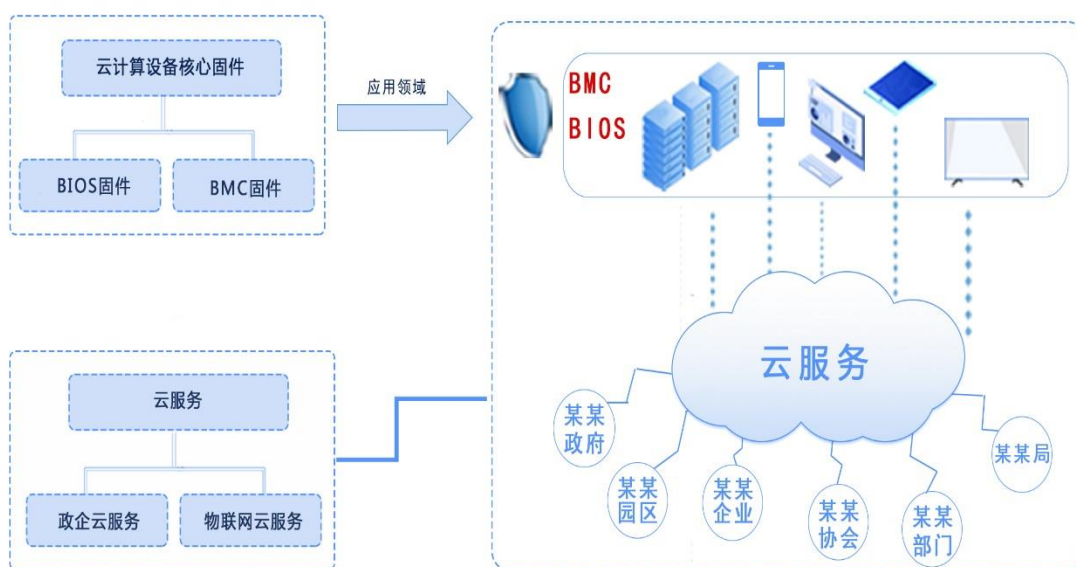 云计算设备核心固件
BIOS固件
BMC固件
应用领域
BMC
BIOS
云服务
政企云服务
物联网云服务
云服务
某某
政府
某某
园区
某某
企业
某某
协会
某某
部门
某某局